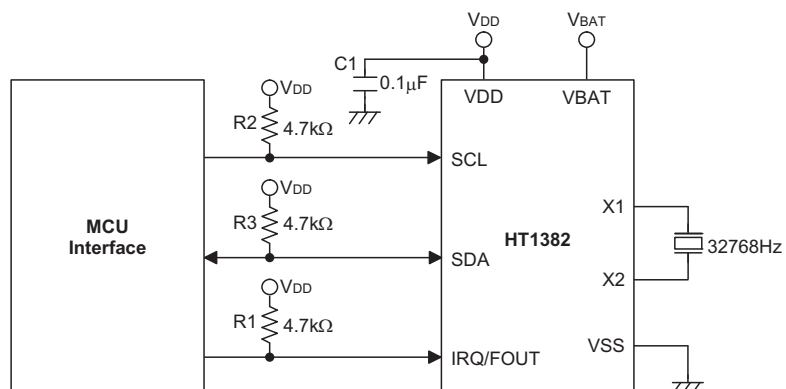 VDD
VBAT
C1
0.1μF
VDD
VBAT
VDD
R2
4.7kΩ
SCL
VDD
R3
4.7kΩ
MCU
Interface
SDA
HT1382
X1
32768Hz
X2
VDD
R1
4.7kΩ
IRQ/FOUT
VSS